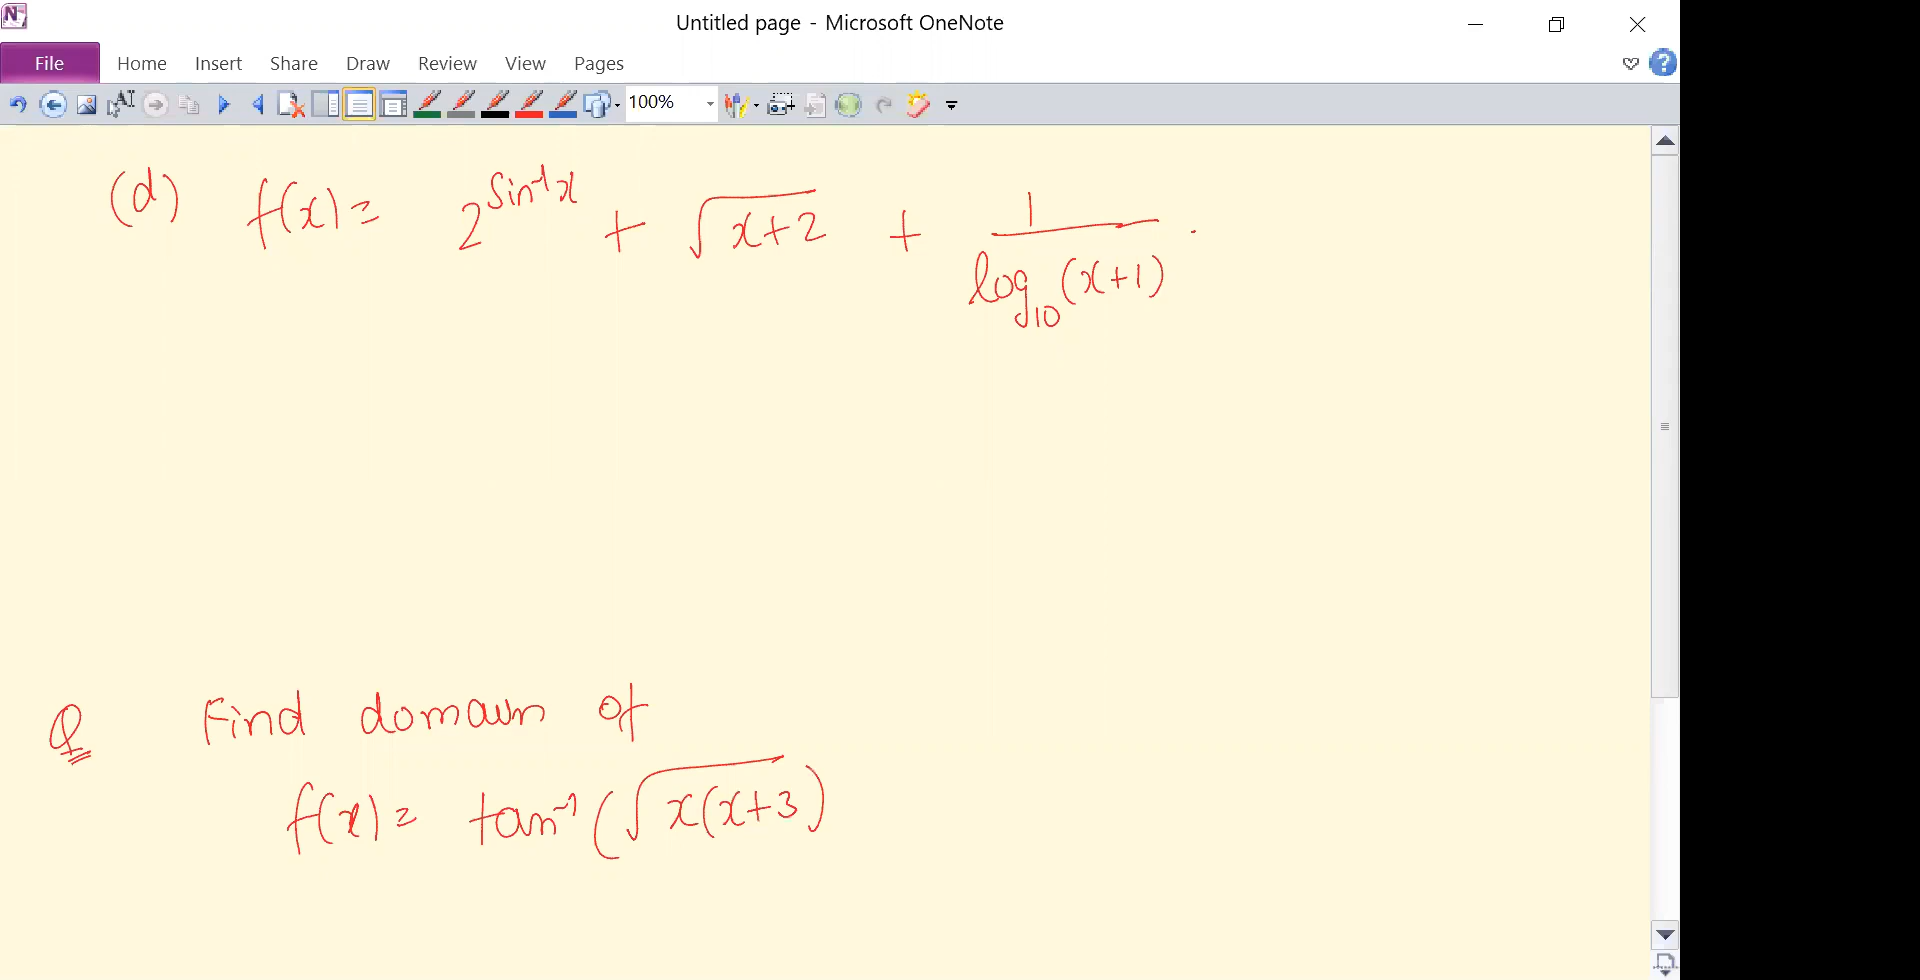 Untitled page - Microsoft OneNote
File Home Insert Share Draw Review View Pages
100%
(d) f(x) = 2^{sin⁻¹x} + √(x+2) + 1/log₁₀(x+1) .
Q Find domain of
f(x) = tan⁻¹(√x(x+3)